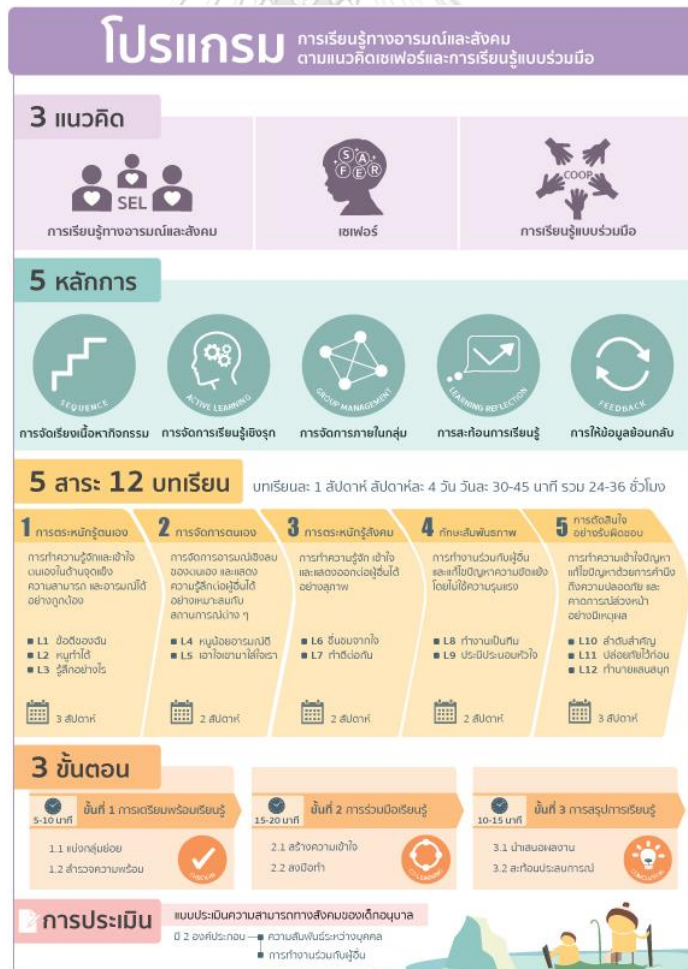 โปรแกรม
การเรียนรู้ทางอารมณ์และสังคม
ตามแนวคิดเซเฟอร์และการเรียนรู้แบบร่วมมือ
3 แนวคิด
SEL
SAFER
COOP
การเรียนรู้ทางอารมณ์และสังคม
เซเฟอร์
การเรียนรู้แบบร่วมมือ
5 หลักการ
SEQUENCE
ACTIVE LEARNING
GROUP MANAGEMENT
LEARNING REFLECTION
FEEDBACK
การจัดเรียงเนื้อหากิจกรรม
การจัดการเรียนรู้เชิงรุก
การจัดการภายในกลุ่ม
การสะท้อนการเรียนรู้
การให้ข้อมูลย้อนกลับ
5 สาระ 12 บทเรียน
บทเรียนละ 1 สัปดาห์ สัปดาห์ละ 4 วัน วันละ 30-45 นาที รวม 24-36 ชั่วโมง
1 การตระหนักรู้ตนเอง
การทำความรู้จักและเข้าใจ
ตนเองในด้านจุดแข็ง
ความสามารถ และอารมณ์ได้
อย่างถูกต้อง
L1 ข้อดีของฉัน
L2 หนูทำได้
L3 รู้สึกอย่างไร
3 สัปดาห์
2 การจัดการตนเอง
การจัดการอารมณ์เชิงลบ
ของตนเอง และแสดง
ความรู้สึกต่อผู้อื่นได้
อย่างเหมาะสมกับ
สถานการณ์ต่าง ๆ
L4 หนูน้อยอารมณ์ดี
L5 เอาใจเขามาใส่ใจเรา
2 สัปดาห์
3 การตระหนักรู้สังคม
การทำความรู้จัก เข้าใจ
และแสดงออกต่อผู้อื่นได้
อย่างสุภาพ
L6 ชื่นชมจากใจ
L7 ทำดีต่อกัน
2 สัปดาห์
4 ทักษะสัมพันธภาพ
การทำงานร่วมกับผู้อื่น
และแก้ไขปัญหาความขัดแย้ง
โดยไม่ใช้ความรุนแรง
L8 ทำงานเป็นทีม
L9 ประนีประนอมหัวใจ
2 สัปดาห์
5 การตัดสินใจ
อย่างรับผิดชอบ
การทำความเข้าใจปัญหา
แก้ไขปัญหาด้วยการคำนึง
ถึงความปลอดภัย และ
คาดการณ์ล่วงหน้า
อย่างมีเหตุผล
L10 ลำดับสำคัญ
L11 ปลอดภัยไว้ก่อน
L12 ทำนายแสนสนุก
3 สัปดาห์
3 ขั้นตอน
5-10 นาที
ขั้นที่ 1 การเตรียมพร้อมเรียนรู้
1.1 แบ่งกลุ่มย่อย
1.2 สำรวจความพร้อม
15-20 นาที
ขั้นที่ 2 การร่วมมือเรียนรู้
2.1 สร้างความเข้าใจ
2.2 ลงมือทำ
10-15 นาที
ขั้นที่ 3 การสรุปการเรียนรู้
3.1 นำเสนอผลงาน
3.2 สะท้อนประสบการณ์
การประเมิน
แบบประเมินความสามารถทางสังคมของเด็กอนุบาล
มี 2 องค์ประกอบ
ความสัมพันธ์ระหว่างบุคคล
การทำงานร่วมกับผู้อื่น